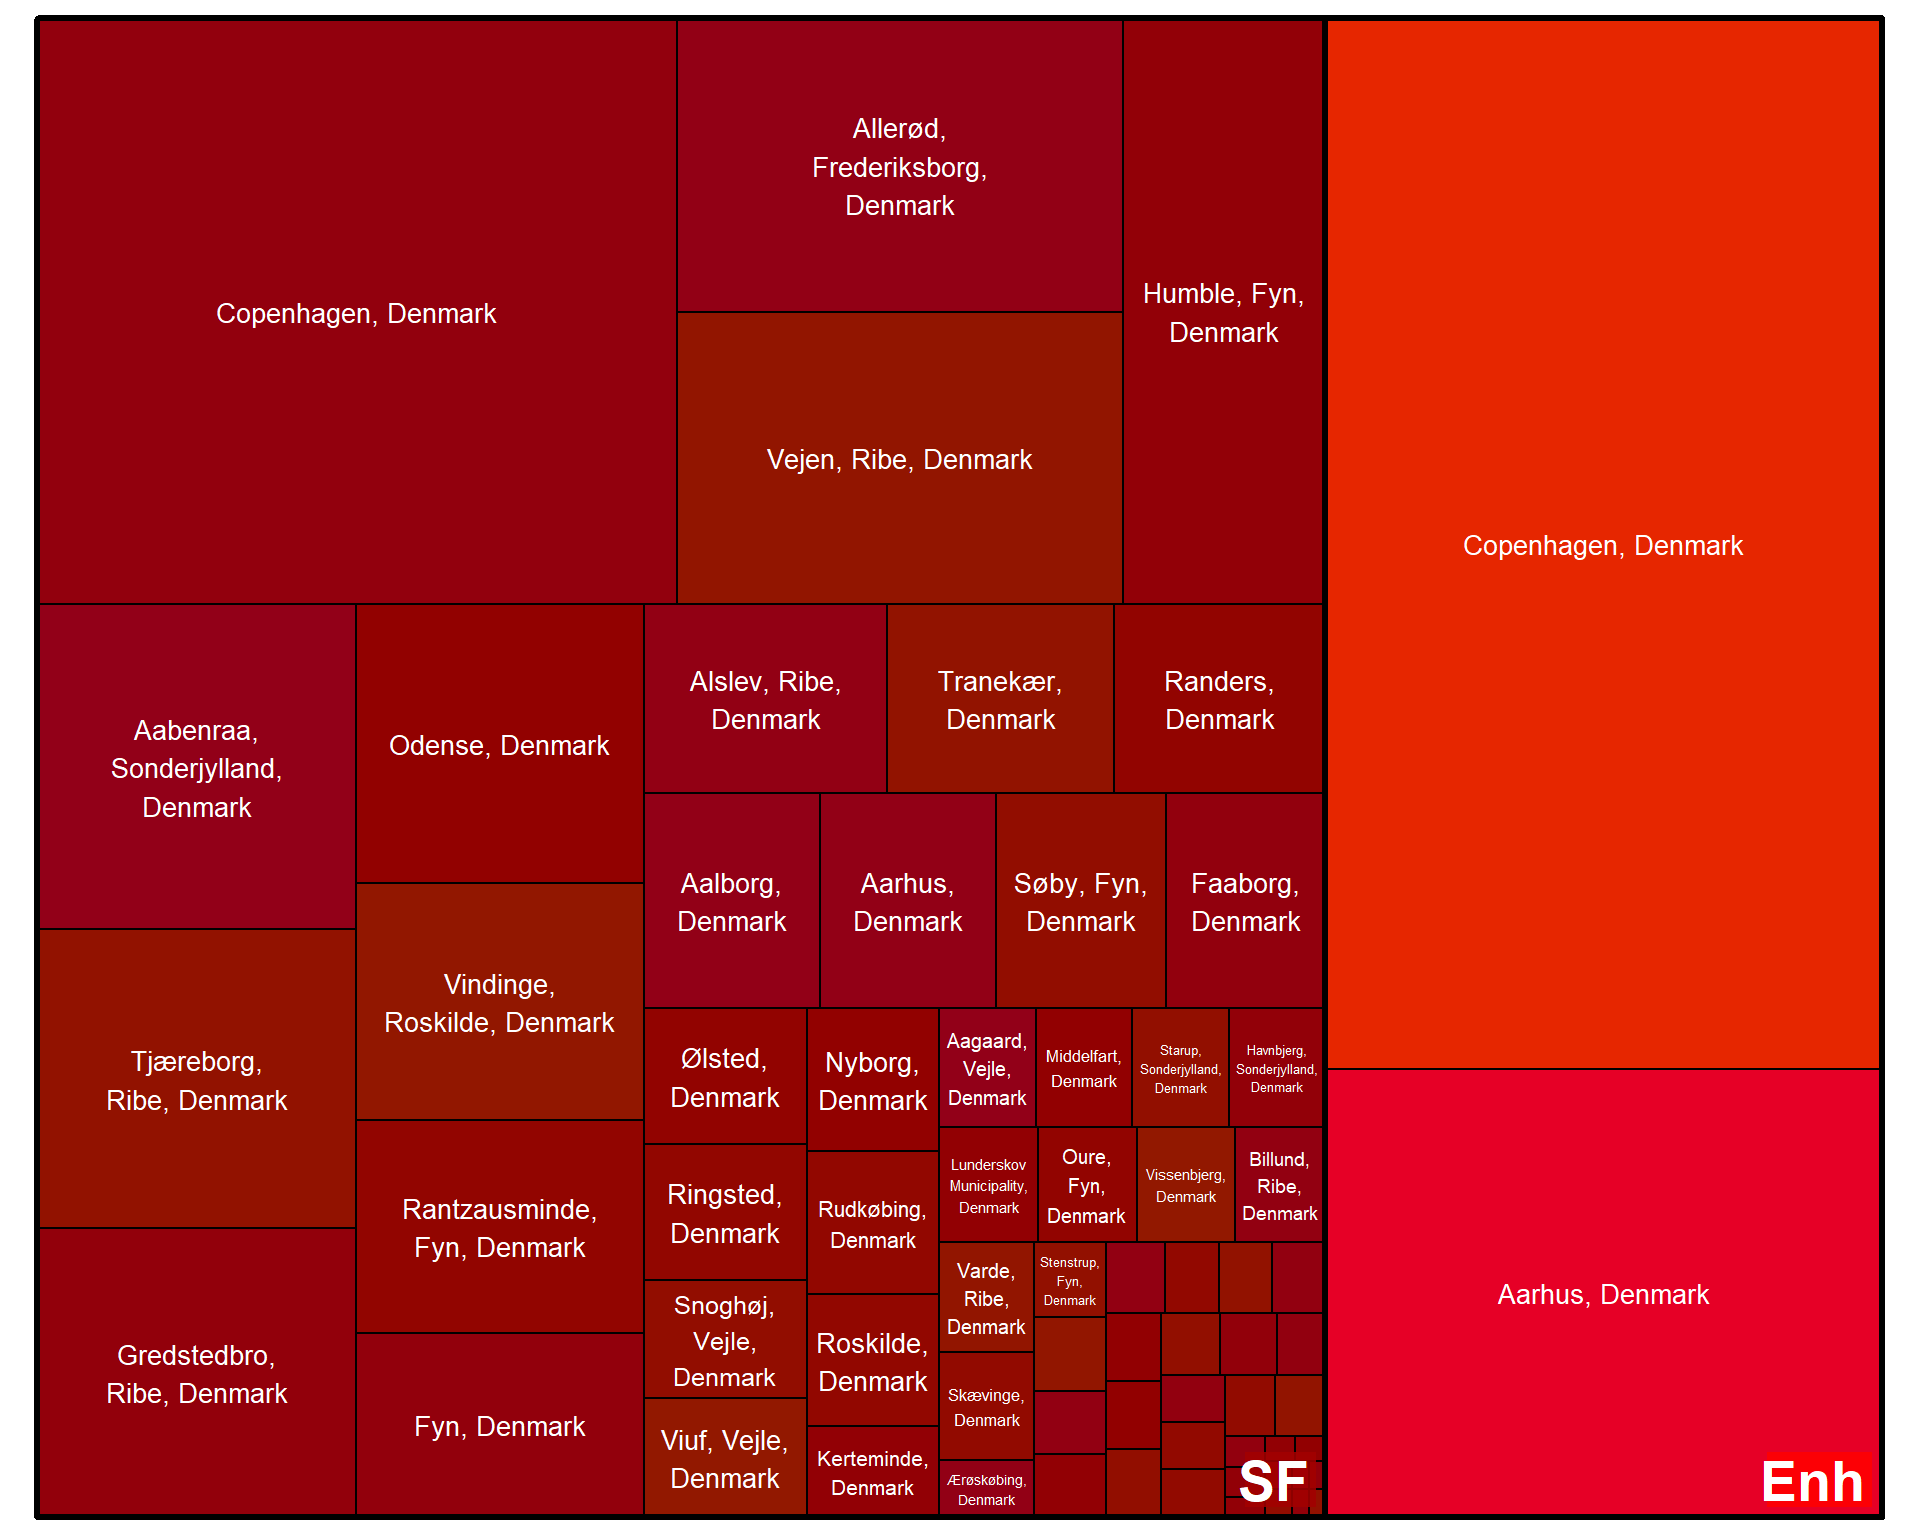 Copenhagen, Denmark
Allerød,
Frederiksborg,
Denmark
Humble, Fyn,
Denmark
Vejen, Ribe, Denmark
Copenhagen, Denmark
Aabenraa,
Sonderjylland,
Denmark
Odense, Denmark
Alslev, Ribe,
Denmark
Tranekær,
Denmark
Randers,
Denmark
Aalborg,
Denmark
Aarhus,
Denmark
Søby, Fyn,
Denmark
Faaborg,
Denmark
Vindinge,
Roskilde, Denmark
Tjæreborg,
Ribe, Denmark
Rantzausminde,
Fyn, Denmark
Gredstedbro,
Ribe, Denmark
Fyn, Denmark
Ølsted,
Denmark
Nyborg,
Denmark
Aagaard,
Vejle,
Denmark
Middelfart,
Denmark
Starup,
Sonderjylland,
Denmark
Havnbjerg,
Sonderjylland,
Denmark
Ringsted,
Denmark
Rudkøbing,
Denmark
Lunderskov
Municipality,
Denmark
Oure,
Fyn,
Denmark
Vissenbjerg,
Denmark
Billund,
Ribe,
Denmark
Snoghøj,
Vejle,
Denmark
Roskilde,
Denmark
Varde,
Ribe,
Denmark
Stenstrup,
Fyn,
Denmark
Viuf, Vejle,
Denmark
Kerteminde,
Denmark
Skævinge,
Denmark
Ærøskøbing,
Denmark
SF
Aarhus, Denmark
Enh